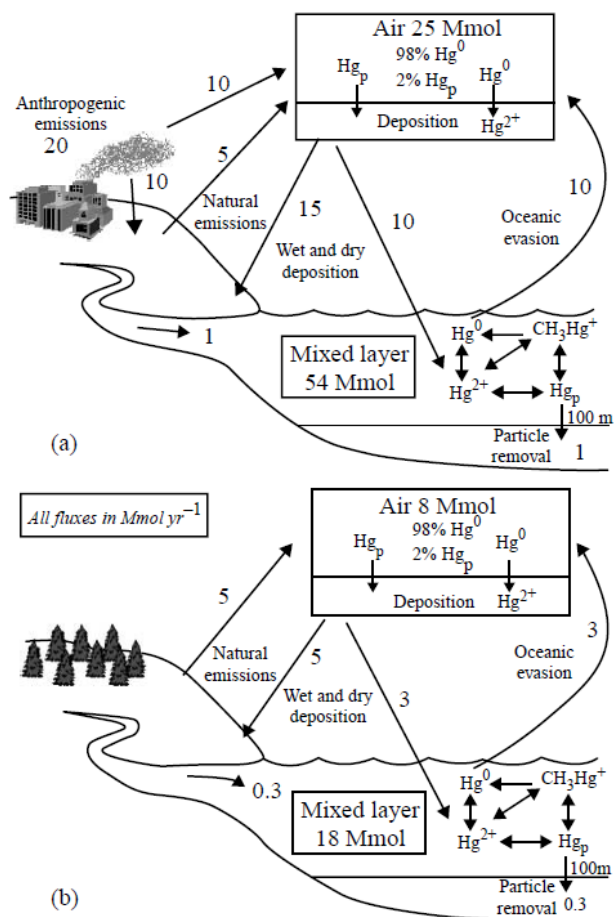 Air 25 Mmol
98% Hg⁰
Hgₚ 2% Hgₚ Hg⁰
Deposition Hg²⁺
Anthropogenic
emissions
20
10
10
5
Natural
emissions
15
Wet and dry
deposition
10
Oceanic
evasion
10
1
Mixed layer
54 Mmol
Hg⁰ CH₃Hg⁺
Hg²⁺ Hgₚ
100 m
Particle
removal 1
(a)
All fluxes in Mmol yr⁻¹
Air 8 Mmol
98% Hg⁰
Hgₚ 2% Hgₚ Hg⁰
Deposition Hg²⁺
5
Natural
emissions
5
Wet and dry
deposition
3
Oceanic
evasion
3
0.3
Mixed layer
18 Mmol
Hg⁰ CH₃Hg⁺
Hg²⁺ Hgₚ
100m
Particle
removal 0.3
(b)